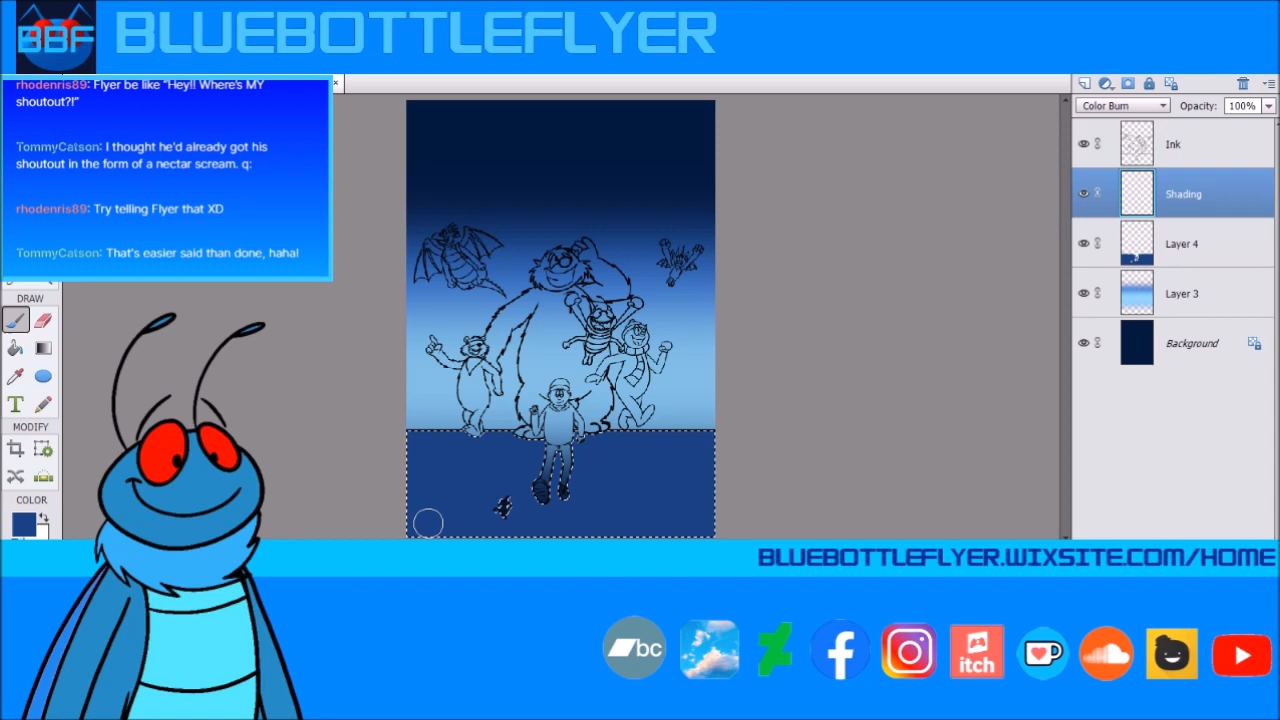 BBF
BLUEBOTTLEFLYER
rhodenris89: Flyer be like "Hey!! Where's MY
shoutout?!"
TommyCatson: I thought he'd already got his
shoutout in the form of a nectar scream. q:
rhodenris89: Try telling Flyer that XD
TommyCatson: That's easier said than done, haha!
Color Burn
Opacity: 100%
Ink
Shading
Layer 4
Layer 3
Background
DRAW
T
MODIFY
COLOR
BLUEBOTTLEFLYER.WIXSITE.COM/HOME
bc
itch